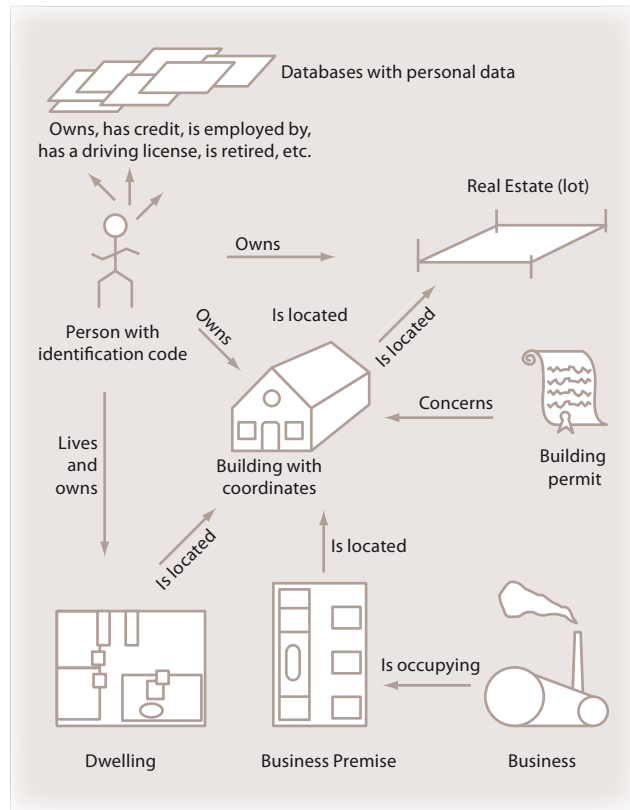 Databases with personal data
Owns, has credit, is employed by,
has a driving license, is retired, etc.
Real Estate (lot)
Owns
Is located
Owns
Is located
Person with
identification code
Concerns
Lives
and
owns
Building with
coordinates
Building
permit
Is located
Is located
Is occupying
Dwelling
Business Premise
Business